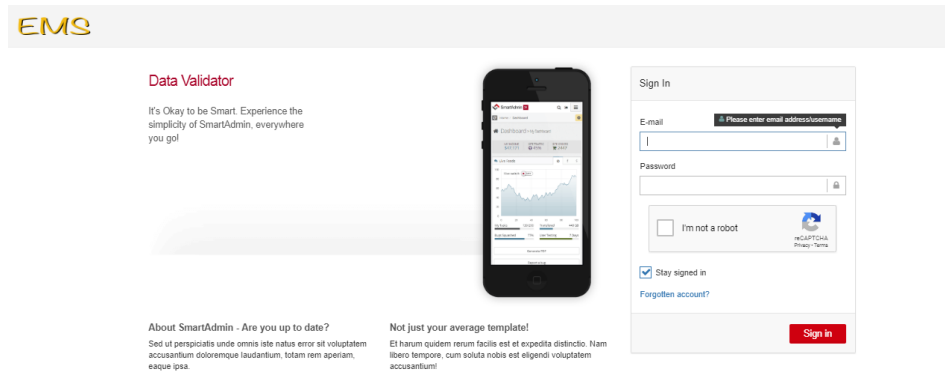 EMS
Data Validator
It's Okay to be Smart. Experience the
simplicity of SmartAdmin, everywhere
you go!
SmartAdmin
Dashboard
Sign In
E-mail
Please enter email address/username
Password
I'm not a robot
reCAPTCHA
Privacy - Terms
Stay signed in
Forgotten account?
Sign in
About SmartAdmin - Are you up to date?
Sed ut perspiciatis unde omnis iste natus error sit voluptatem
accusantium doloremque laudantium, totam rem aperiam,
eaque ipsa.
Not just your average template!
Et harum quidem rerum facilis est et expedita distinctio. Nam
libero tempore, cum soluta nobis est eligendi voluptatem
accusantium!